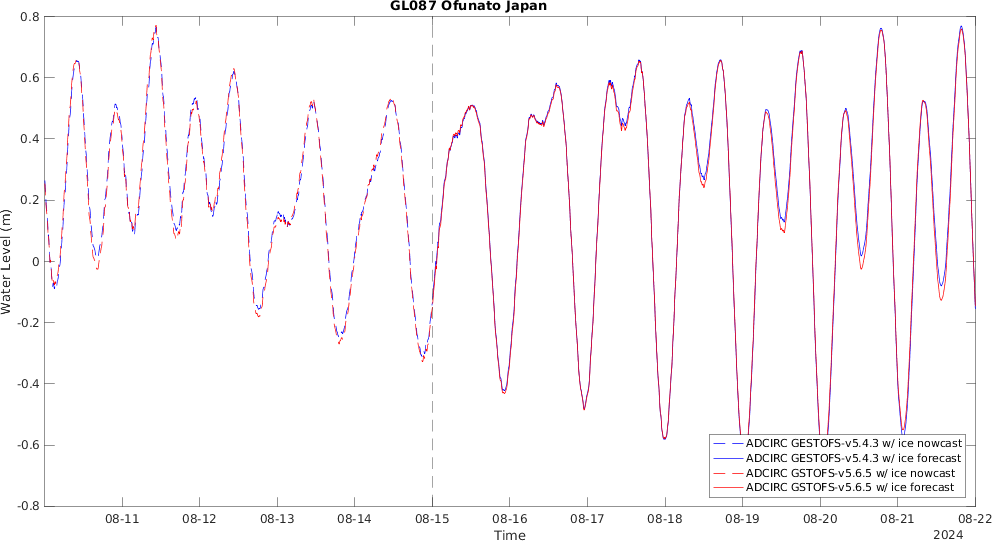 GL087 Ofunato Japan
0.8
0.6
0.4
0.2
0
-0.2
-0.4
-0.6
-0.8
Water Level (m)
ADCIRC GESTOFS-v5.4.3 w/ ice nowcast
ADCIRC GESTOFS-v5.4.3 w/ ice forecast
ADCIRC GSTOFS-v5.6.5 w/ ice nowcast
ADCIRC GSTOFS-v5.6.5 w/ ice forecast
08-11 08-12 08-13 08-14 08-15 08-16 08-17 08-18 08-19 08-20 08-21 08-22
Time
2024